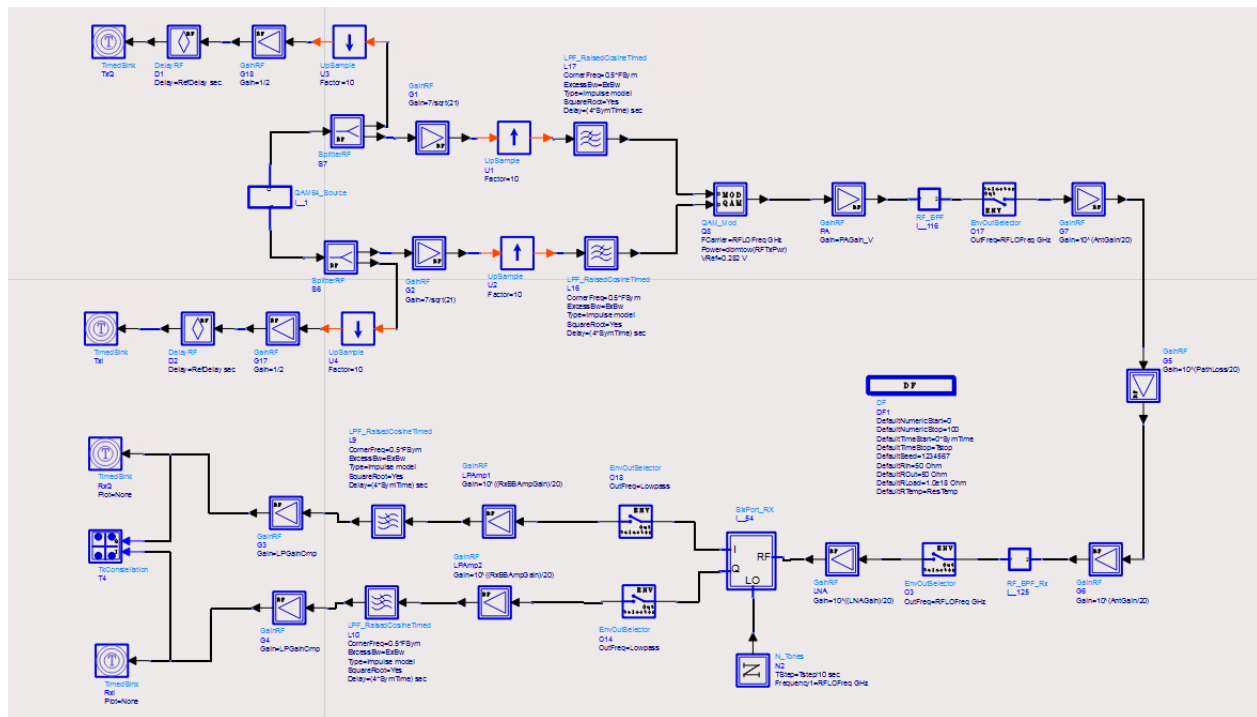 TimedSink
TxQ
DelayRF
D1
Delay=RefDelay sec
GainRF
G18
Gain=1/2
UpSample
U3
Factor=10
GainRF
G1
Gain=7/sqrt(21)
LPF_RaisedCosineTimed
L17
CornerFreq=0.5*FSym
ExcessBw=ExBw
Type=Impulse model
SquareRoot=Yes
Delay=(4*SymTime) sec
SplitterRF
S7
UpSample
U1
Factor=10
QAM64_Source
I__1
MOD
QAM
QAM_Mod
Q8
FCarrier=RFLOFreq GHz
Power=dbmtow(RFTxPwr)
VRef=0.282 V
GainRF
PA
Gain=PAGain_V
RF_BPF
I__116
EnvOutSelector
O17
OutFreq=RFLOFreq GHz
GainRF
G7
Gain=10^(AntGain/20)
SplitterRF
S6
GainRF
G2
Gain=7/sqrt(21)
UpSample
U2
Factor=10
LPF_RaisedCosineTimed
L16
CornerFreq=0.5*FSym
ExcessBw=ExBw
Type=Impulse model
SquareRoot=Yes
Delay=(4*SymTime) sec
TimedSink
TxI
DelayRF
D2
Delay=RefDelay sec
GainRF
G17
Gain=1/2
UpSample
U4
Factor=10
GainRF
G5
Gain=10^(PathLoss/20)
DF
DF
DF1
DefaultNumericStart=0
DefaultNumericStop=100
DefaultTimeStart=0*SymTime
DefaultTimeStop=Tstop
DefaultSeed=1234567
DefaultRIn=50 Ohm
DefaultROut=50 Ohm
DefaultRLoad=1.0e18 Ohm
DefaultRTemp=ResTemp
LPF_RaisedCosineTimed
L9
CornerFreq=0.5*FSym
ExcessBw=ExBw
Type=Impulse model
SquareRoot=Yes
Delay=(4*SymTime) sec
GainRF
LPAmp1
Gain=10^((RxBBAmpGain)/20)
EnvOutSelector
O18
OutFreq=Lowpass
TimedSink
RxQ
Plot=None
GainRF
G3
Gain=LPGainCmp
TkConstellation
T4
GainRF
LPAmp2
Gain=10^((RxBBAmpGain)/20)
SixPort_RX
I__54
I
Q
RF
LO
GainRF
LNA
Gain=10^((LNAGain)/20)
EnvOutSelector
O3
OutFreq=RFLOFreq GHz
RF_BPF_Rx
I__125
GainRF
G6
Gain=10^(AntGain/20)
GainRF
G4
Gain=LPGainCmp
LPF_RaisedCosineTimed
L10
CornerFreq=0.5*FSym
ExcessBw=ExBw
Type=Impulse model
SquareRoot=Yes
Delay=(4*SymTime) sec
EnvOutSelector
O14
OutFreq=Lowpass
TimedSink
RxI
Plot=None
N
N_Tones
N2
TStep=Tstep/10 sec
Frequency1=RFLOFreq GHz